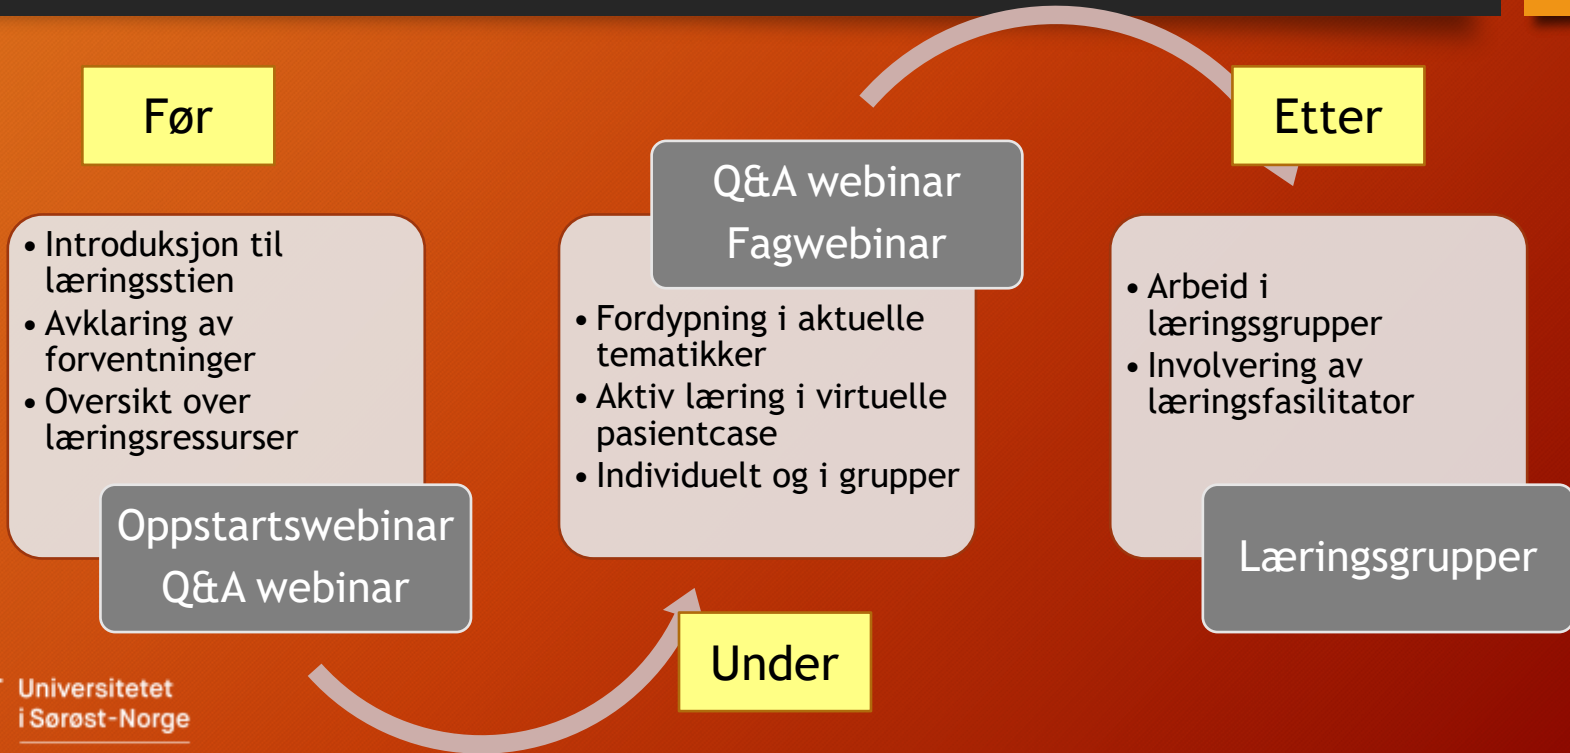 Før
• Introduksjon til
læringsstien
• Avklaring av
forventninger
• Oversikt over
læringsressurser
Oppstartswebinar
Q&A webinar
Under
Q&A webinar
Fagwebinar
• Fordypning i aktuelle
tematikker
• Aktiv læring i virtuelle
pasientcase
• Individuelt og i grupper
Etter
• Arbeid i
læringsgrupper
• Involvering av
læringsfasilitator
Læringsgrupper
Universitetet
i Sørøst-Norge